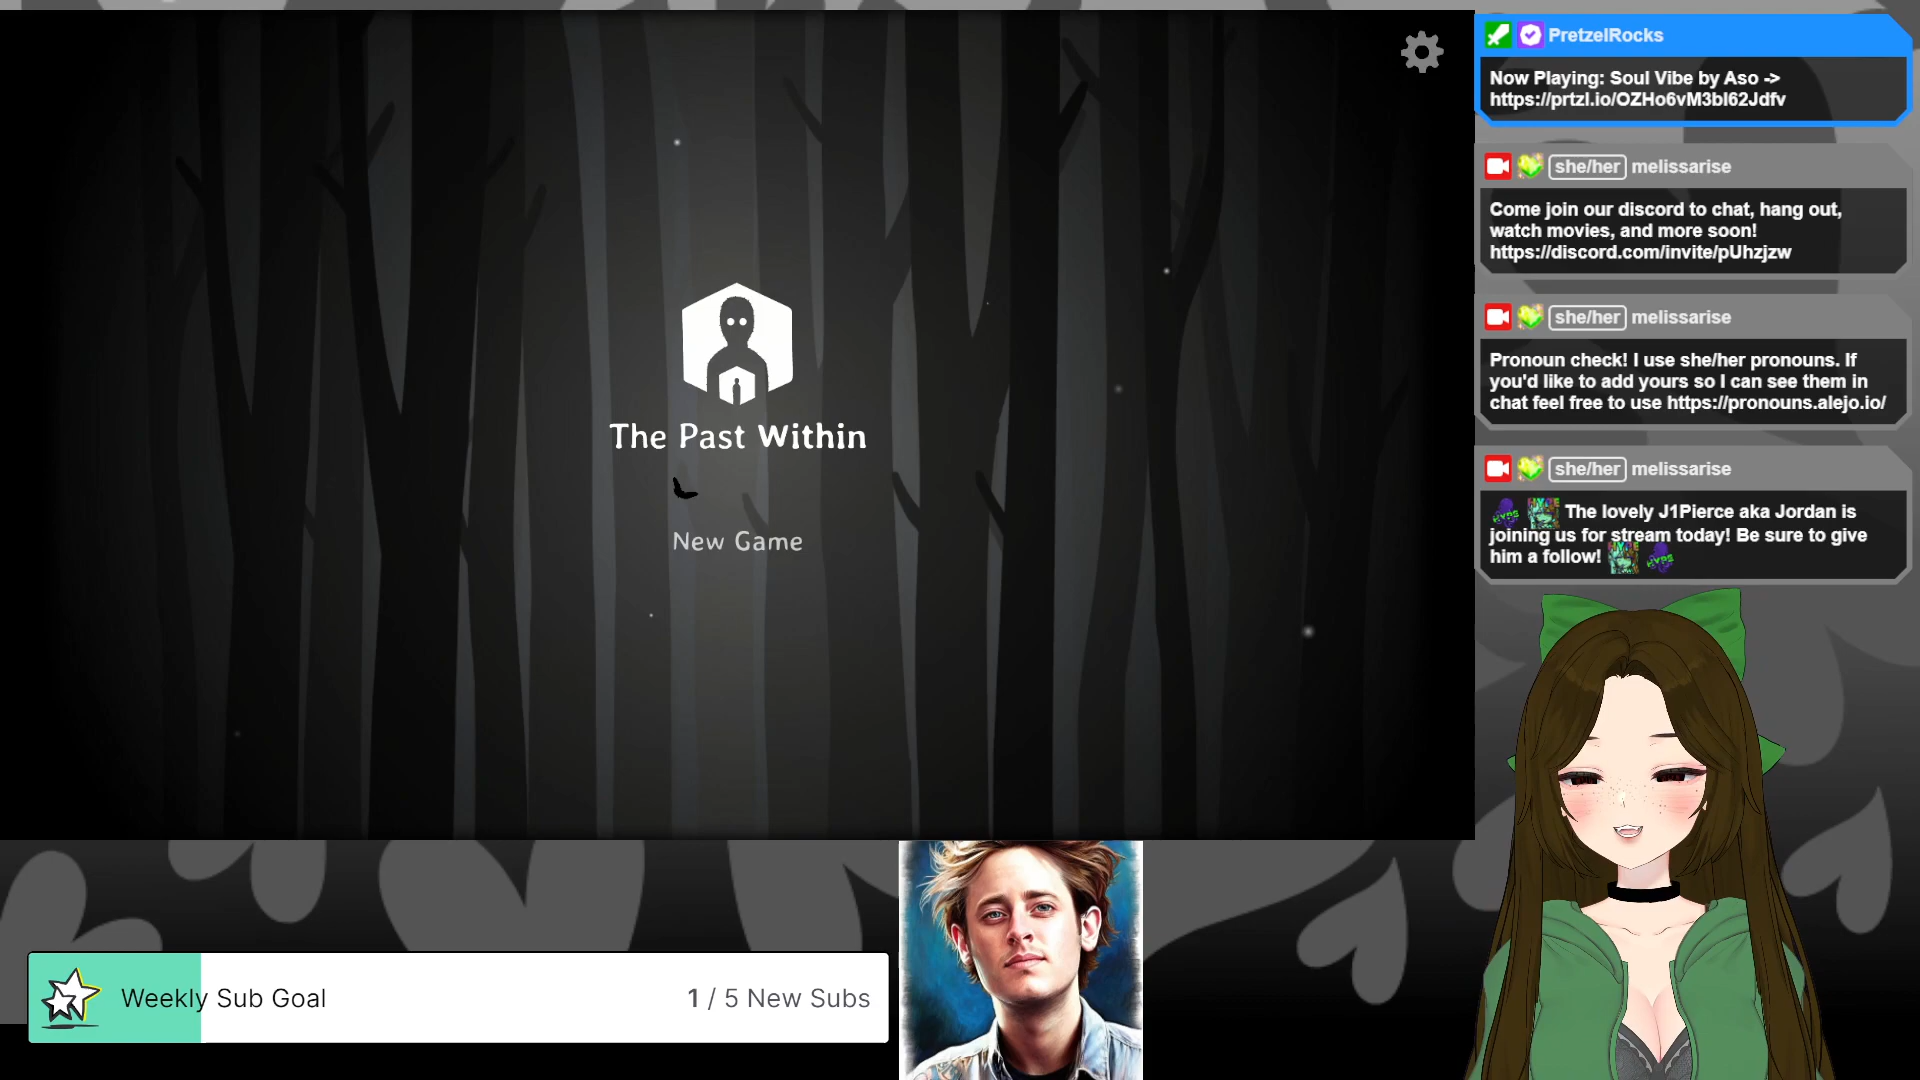 The Past Within
New Game
PretzelRocks
Now Playing: Soul Vibe by Aso ->
https://prtzl.io/OZHo6vM3bl62Jdfv
she/her melissarise
Come join our discord to chat, hang out,
watch movies, and more soon!
https://discord.com/invite/pUhzjzw
she/her melissarise
Pronoun check! I use she/her pronouns. If
you'd like to add yours so I can see them in
chat feel free to use https://pronouns.alejo.io/
she/her melissarise
HYPE HYPE The lovely J1Pierce aka Jordan is
joining us for stream today! Be sure to give
him a follow! HYPE HYPE
Weekly Sub Goal
1 / 5 New Subs